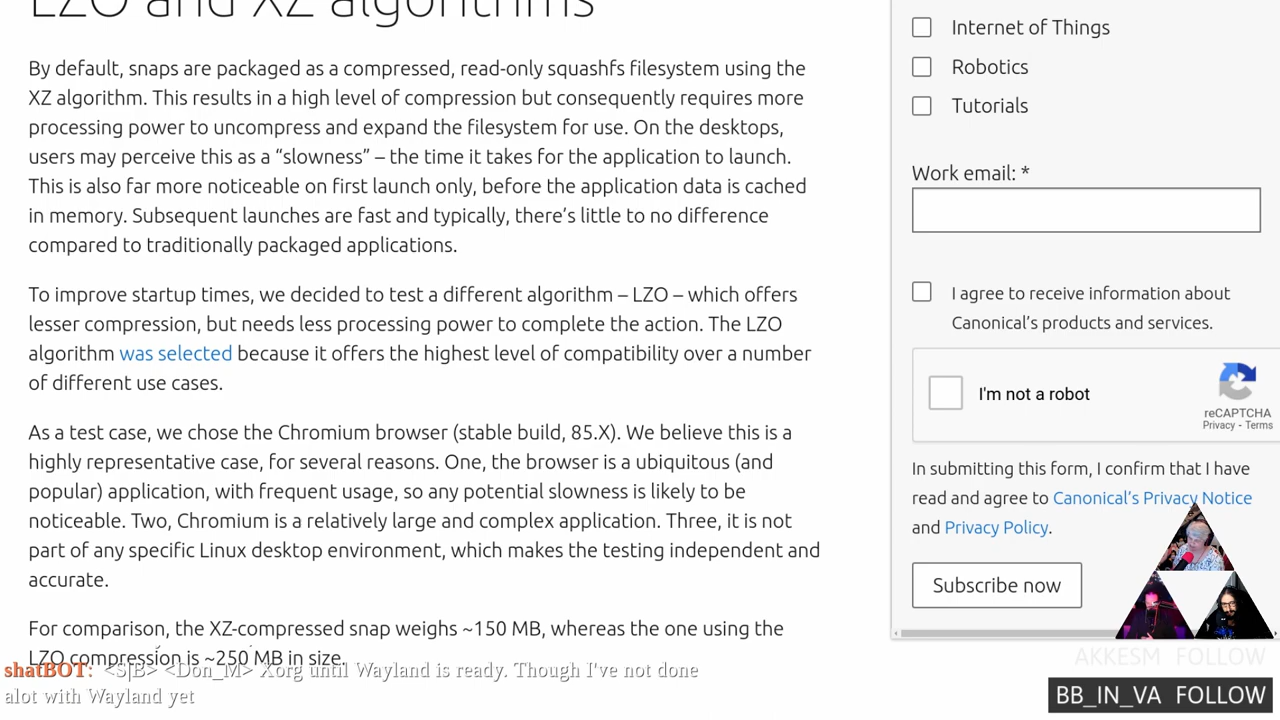 LZO and XZ algorithms
By default, snaps are packaged as a compressed, read-only squashfs filesystem using the
XZ algorithm. This results in a high level of compression but consequently requires more
processing power to uncompress and expand the filesystem for use. On the desktops,
users may perceive this as a “slowness” – the time it takes for the application to launch.
This is also far more noticeable on first launch only, before the application data is cached
in memory. Subsequent launches are fast and typically, there’s little to no difference
compared to traditionally packaged applications.
To improve startup times, we decided to test a different algorithm – LZO – which offers
lesser compression, but needs less processing power to complete the action. The LZO
algorithm was selected because it offers the highest level of compatibility over a number
of different use cases.
As a test case, we chose the Chromium browser (stable build, 85.X). We believe this is a
highly representative case, for several reasons. One, the browser is a ubiquitous (and
popular) application, with frequent usage, so any potential slowness is likely to be
noticeable. Two, Chromium is a relatively large and complex application. Three, it is not
part of any specific Linux desktop environment, which makes the testing independent and
accurate.
For comparison, the XZ-compressed snap weighs ~150 MB, whereas the one using the
LZO compression is ~250 MB in size.
shatBOT: <S|B> <Don_M> Xorg until Wayland is ready. Though I've not done
alot with Wayland yet
Internet of Things
Robotics
Tutorials
Work email: *
I agree to receive information about
Canonical’s products and services.
I'm not a robot
reCAPTCHA
Privacy - Terms
In submitting this form, I confirm that I have
read and agree to Canonical’s Privacy Notice
and Privacy Policy.
Subscribe now
AKKESM FOLLOW
BB_IN_VA FOLLOW